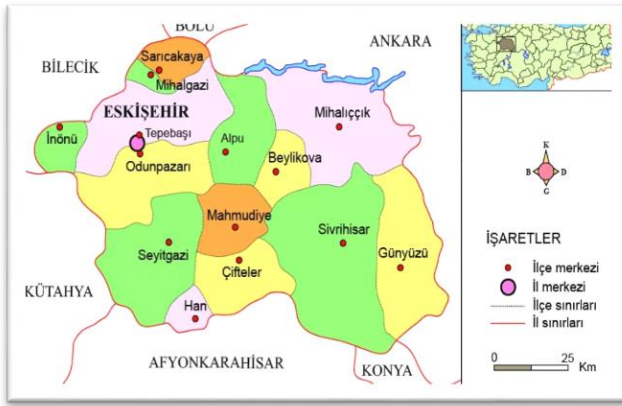 BOLU
ANKARA
BİLECİK
Sarıcakaya
Mihalgazi
ESKİŞEHİR
Mihalıççık
İnönü
Tepebaşı
Alpu
Odunpazarı
Beylikova
Mahmudiye
Sivrihisar
Seyitgazi
Günyüzü
Çifteler
KÜTAHYA
Han
AFYONKARAHİSAR
KONYA
K
B
D
G
İŞARETLER
İlçe merkezi
İl merkezi
İlçe sınırları
İl sınırları
0 25
Km